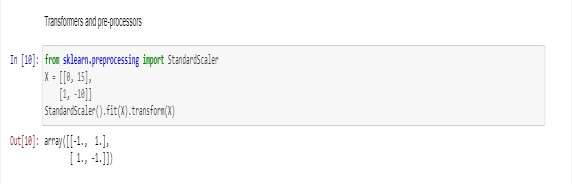 Transformers and pre-processors
In [10]: from sklearn.preprocessing import StandardScaler
X = [[0, 15],
[1, -10]]
StandardScaler().fit(X).transform(X)
Out[10]: array([[-1.,  1.],
[ 1., -1.]])